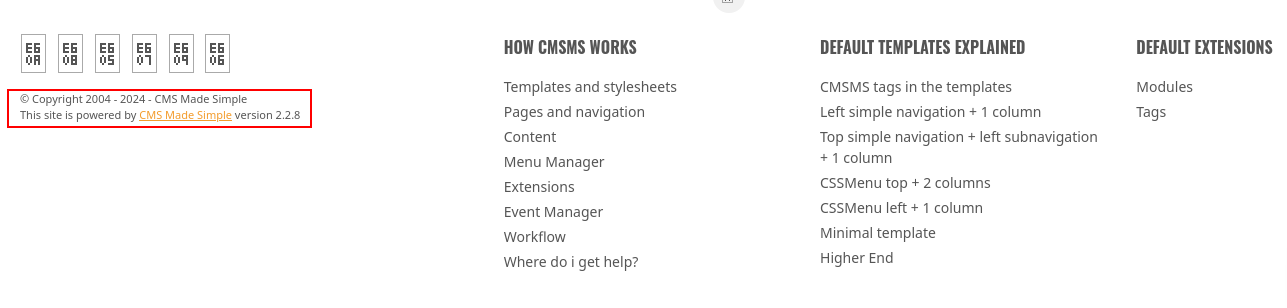 E60A E608 E605 E607 E609 E606
© Copyright 2004 - 2024 - CMS Made Simple
This site is powered by CMS Made Simple version 2.2.8
HOW CMSMS WORKS
Templates and stylesheets
Pages and navigation
Content
Menu Manager
Extensions
Event Manager
Workflow
Where do i get help?
DEFAULT TEMPLATES EXPLAINED
CMSMS tags in the templates
Left simple navigation + 1 column
Top simple navigation + left subnavigation
+ 1 column
CSSMenu top + 2 columns
CSSMenu left + 1 column
Minimal template
Higher End
DEFAULT EXTENSIONS
Modules
Tags